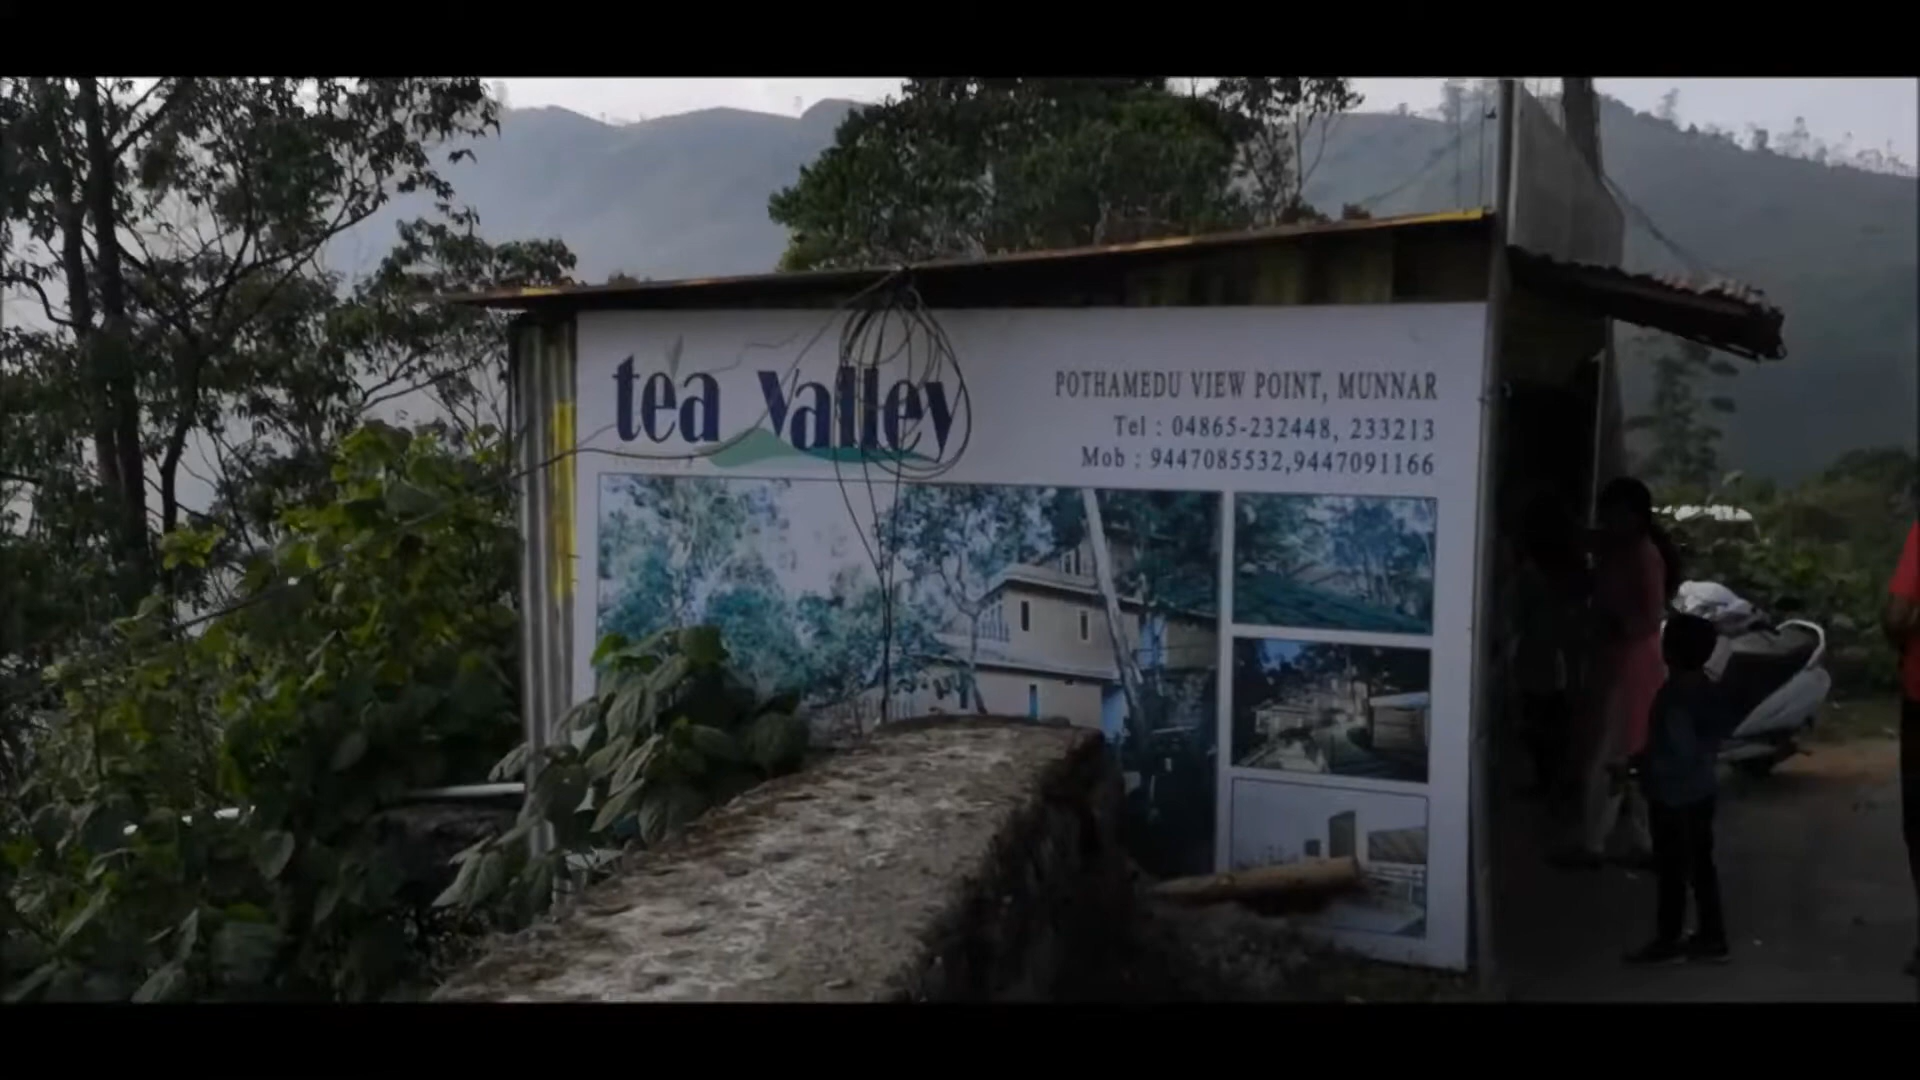 tea valley
POTHAMEDU VIEW POINT, MUNNAR
Tel : 04865-232448, 233213
Mob : 9447085532,9447091166